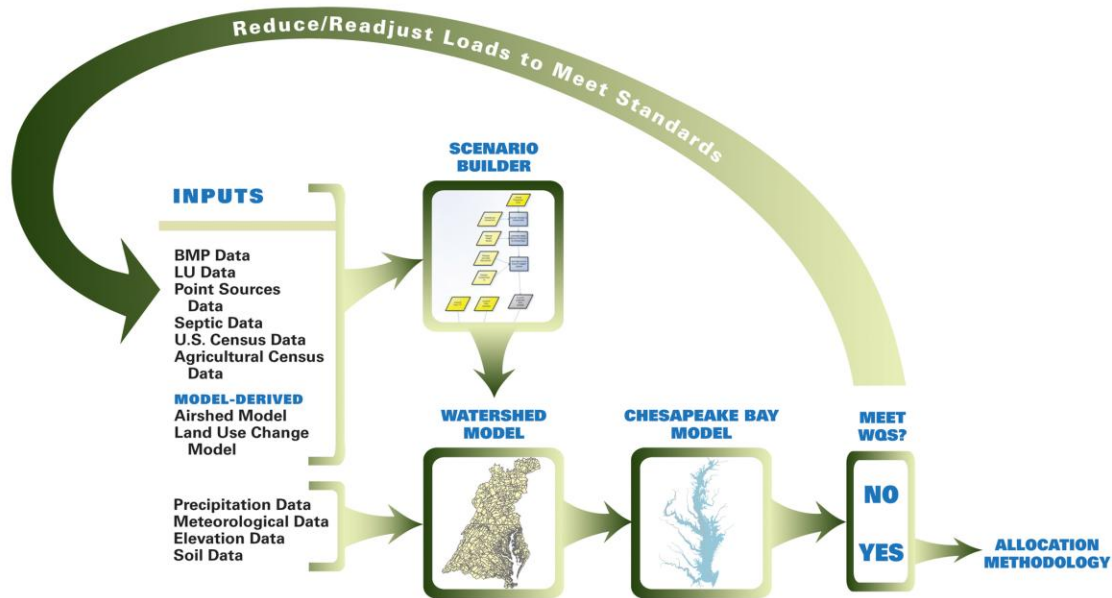 Reduce/Readjust Loads to Meet Standards
SCENARIO
BUILDER
INPUTS
BMP Data
LU Data
Point Sources
Data
Septic Data
U.S. Census Data
Agricultural Census
Data
MODEL-DERIVED
Airshed Model
Land Use Change
Model
Precipitation Data
Meteorological Data
Elevation Data
Soil Data
WATERSHED
MODEL
CHESAPEAKE BAY
MODEL
MEET
WQS?
NO
YES
ALLOCATION
METHODOLOGY